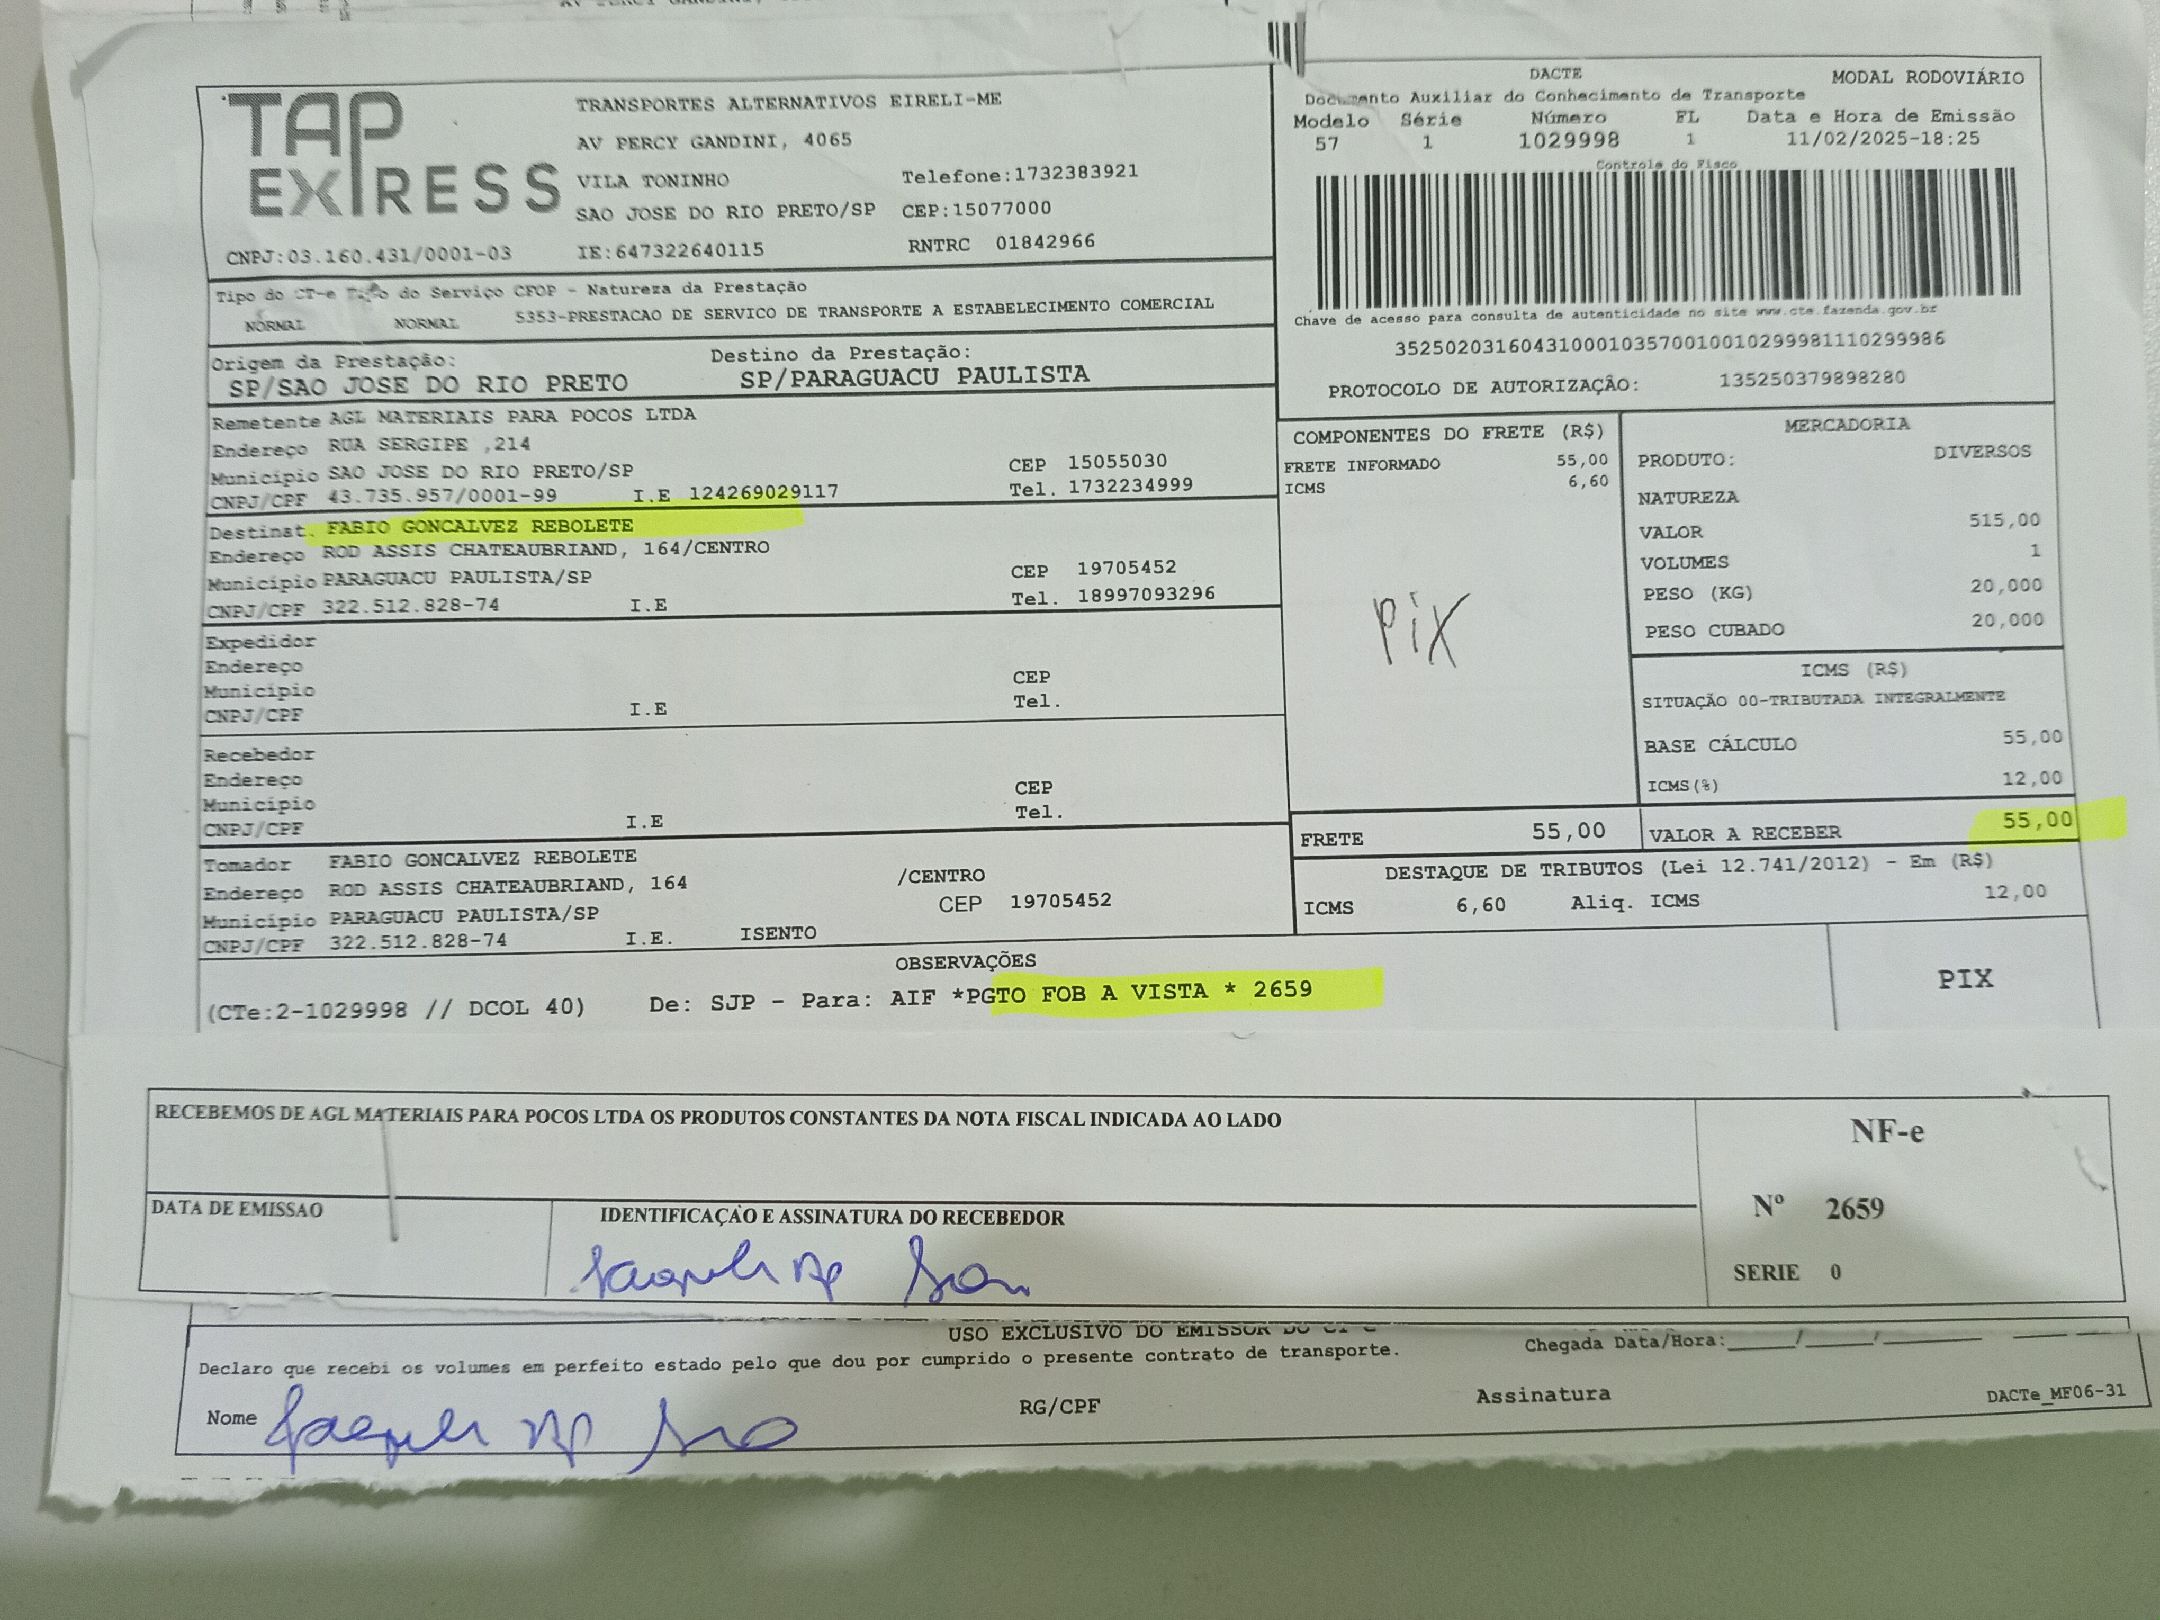 TAP EXPRESS
TRANSPORTES ALTERNATIVOS EIRELI-ME
AV PERCY GANDINI, 4065
VILA TONINHO Telefone:1732383921
SAO JOSE DO RIO PRETO/SP CEP:15077000
CNPJ:03.160.431/0001-03 IE:647322640115 RNTRC 01842966
DACTE MODAL RODOVIÁRIO
Documento Auxiliar do Conhecimento de Transporte
Modelo Série Número FL Data e Hora de Emissão
57 1 1029998 1 11/02/2025-18:25
Controle do Fisco
Chave de acesso para consulta de autenticidade no site www.cte.fazenda.gov.br
35250203160431000103570010010299981110299986
PROTOCOLO DE AUTORIZAÇÃO: 135250379898280
Tipo do CT-e Tipo do Serviço CFOP - Natureza da Prestação
NORMAL NORMAL 5353-PRESTACAO DE SERVICO DE TRANSPORTE A ESTABELECIMENTO COMERCIAL
Origem da Prestação: Destino da Prestação:
SP/SAO JOSE DO RIO PRETO SP/PARAGUACU PAULISTA
Remetente AGL MATERIAIS PARA POCOS LTDA
Endereço RUA SERGIPE ,214
Município SAO JOSE DO RIO PRETO/SP CEP 15055030
CNPJ/CPF 43.735.957/0001-99 I.E 124269029117 Tel. 1732234999
Destinat. FABIO GONCALVEZ REBOLETE
Endereço ROD ASSIS CHATEAUBRIAND, 164/CENTRO
Município PARAGUACU PAULISTA/SP CEP 19705452
CNPJ/CPF 322.512.828-74 I.E Tel. 18997093296
Expedidor
Endereço
Município CEP
CNPJ/CPF I.E Tel.
Recebedor
Endereço
Município CEP
CNPJ/CPF I.E Tel.
Tomador FABIO GONCALVEZ REBOLETE
Endereço ROD ASSIS CHATEAUBRIAND, 164 /CENTRO
Município PARAGUACU PAULISTA/SP CEP 19705452
CNPJ/CPF 322.512.828-74 I.E. ISENTO
COMPONENTES DO FRETE (R$)
FRETE INFORMADO 55,00
ICMS 6,60
PiX
MERCADORIA
PRODUTO: DIVERSOS
NATUREZA
VALOR 515,00
VOLUMES 1
PESO (KG) 20,000
PESO CUBADO 20,000
ICMS (R$)
SITUAÇÃO 00-TRIBUTADA INTEGRALMENTE
BASE CÁLCULO 55,00
ICMS(%) 12,00
FRETE 55,00 VALOR A RECEBER 55,00
DESTAQUE DE TRIBUTOS (Lei 12.741/2012) - Em (R$)
ICMS 6,60 Aliq. ICMS 12,00
OBSERVAÇÕES
(CTe:2-1029998 // DCOL 40) De: SJP - Para: AIF *PGTO FOB A VISTA * 2659
PIX
RECEBEMOS DE AGL MATERIAIS PARA POCOS LTDA OS PRODUTOS CONSTANTES DA NOTA FISCAL INDICADA AO LADO
NF-e
Nº 2659
SERIE 0
DATA DE EMISSAO
IDENTIFICAÇAO E ASSINATURA DO RECEBEDOR
USO EXCLUSIVO DO EMISSOR DO CT-E
Declaro que recebi os volumes em perfeito estado pelo que dou por cumprido o presente contrato de transporte.
Chegada Data/Hora:_____/_____/_____
Nome RG/CPF Assinatura DACTe_MF06-31